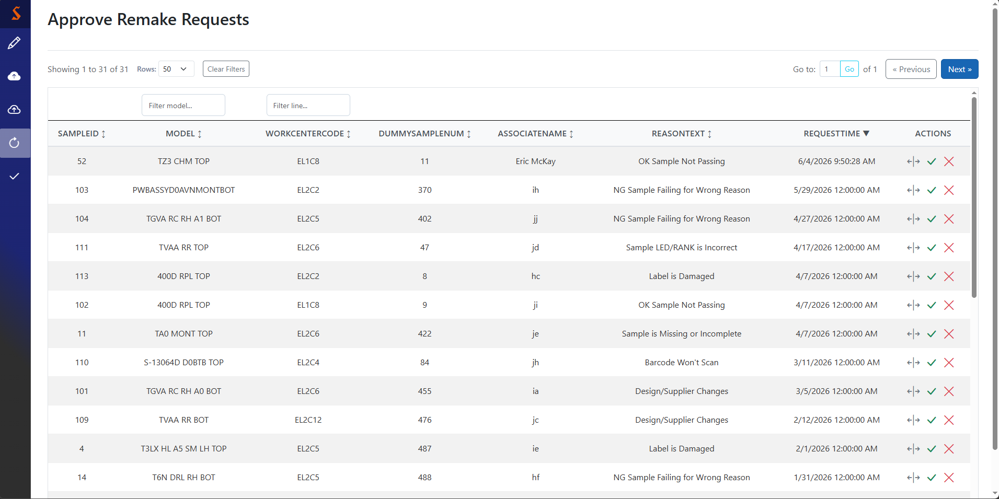 Approve Remake Requests
Showing 1 to 31 of 31 Rows: 50 Clear Filters Go to: 1 Go of 1 « Previous Next »
Filter model... Filter line...
SAMPLEID MODEL WORKCENTERCODE DUMMYSAMPLENUM ASSOCIATENAME REASONTEXT REQUESTTIME ACTIONS
52 TZ3 CHM TOP EL1C8 11 Eric McKay OK Sample Not Passing 6/4/2026 9:50:28 AM
103 PWBASSYD0AVNMONTBOT EL2C2 370 ih NG Sample Failing for Wrong Reason 5/29/2026 12:00:00 AM
104 TGVA RC RH A1 BOT EL2C5 402 jj NG Sample Failing for Wrong Reason 4/27/2026 12:00:00 AM
111 TVAA RR TOP EL2C6 47 jd Sample LED/RANK is Incorrect 4/17/2026 12:00:00 AM
113 400D RPL TOP EL2C2 8 hc Label is Damaged 4/7/2026 12:00:00 AM
102 400D RPL TOP EL1C8 9 ji OK Sample Not Passing 4/7/2026 12:00:00 AM
11 TA0 MONT TOP EL2C6 422 je Sample is Missing or Incomplete 4/7/2026 12:00:00 AM
110 S-13064D D0BTB TOP EL2C4 84 jh Barcode Won't Scan 3/11/2026 12:00:00 AM
101 TGVA RC RH A0 BOT EL2C6 455 ia Design/Supplier Changes 3/5/2026 12:00:00 AM
109 TVAA RR BOT EL2C12 476 jc Design/Supplier Changes 2/12/2026 12:00:00 AM
4 T3LX HL A5 SM LH TOP EL2C5 487 ie Label is Damaged 2/1/2026 12:00:00 AM
14 T6N DRL RH BOT EL2C5 488 hf NG Sample Failing for Wrong Reason 1/31/2026 12:00:00 AM